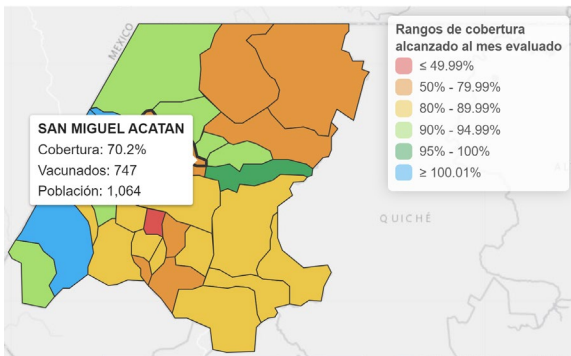 MEXICO
Rangos de cobertura
alcanzado al mes evaluado
≤ 49.99%
50% - 79.99%
80% - 89.99%
90% - 94.99%
95% - 100%
≥ 100.01%
SAN MIGUEL ACATAN
Cobertura: 70.2%
Vacunados: 747
Población: 1,064
QUICHÉ